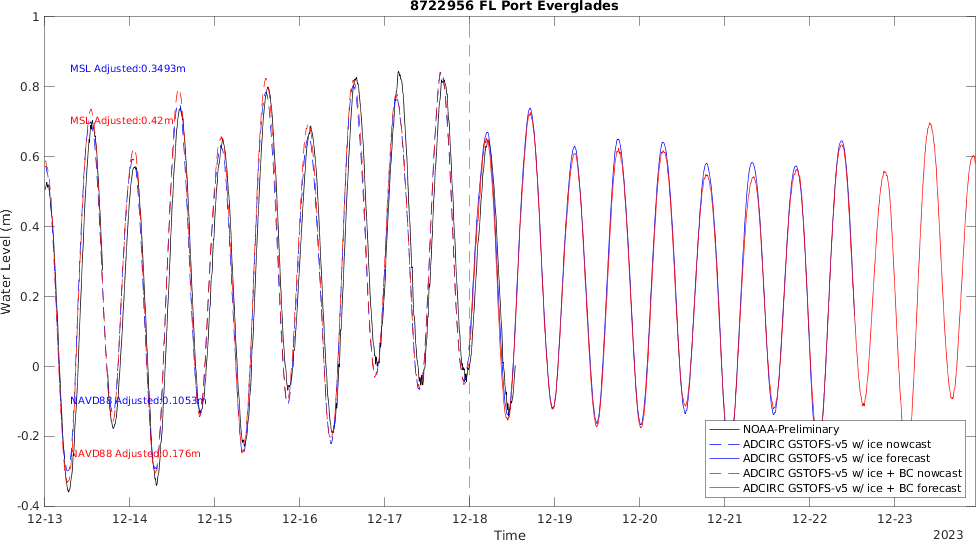 8722956 FL Port Everglades
1
0.8
0.6
0.4
0.2
0
-0.2
-0.4
Water Level (m)
MSL Adjusted:0.3493m
MSL Adjusted:0.42m
NAVD88 Adjusted:0.1053m
NAVD88 Adjusted:0.176m
NOAA-Preliminary
ADCIRC GSTOFS-v5 w/ ice nowcast
ADCIRC GSTOFS-v5 w/ ice forecast
ADCIRC GSTOFS-v5 w/ ice + BC nowcast
ADCIRC GSTOFS-v5 w/ ice + BC forecast
12-13 12-14 12-15 12-16 12-17 12-18 12-19 12-20 12-21 12-22 12-23
Time
2023